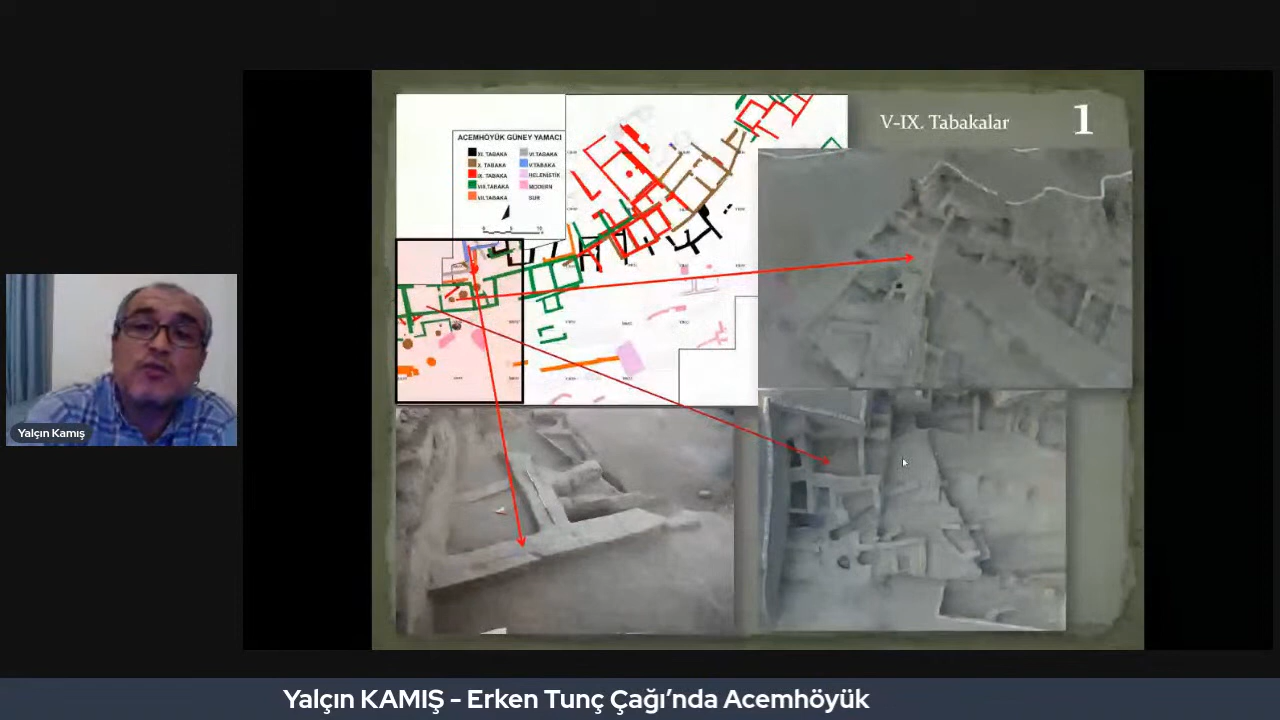 V-IX. Tabakalar
1
ACEMHÖYÜK GÜNEY YAMACI
XI. TABAKA
X. TABAKA
IX. TABAKA
VIII.TABAKA
VII.TABAKA
VI.TABAKA
V.TABAKA
HELENİSTİK
MODERN
SUR
Yalçın Kamış
Yalçın KAMIŞ - Erken Tunç Çağı’nda Acemhöyük